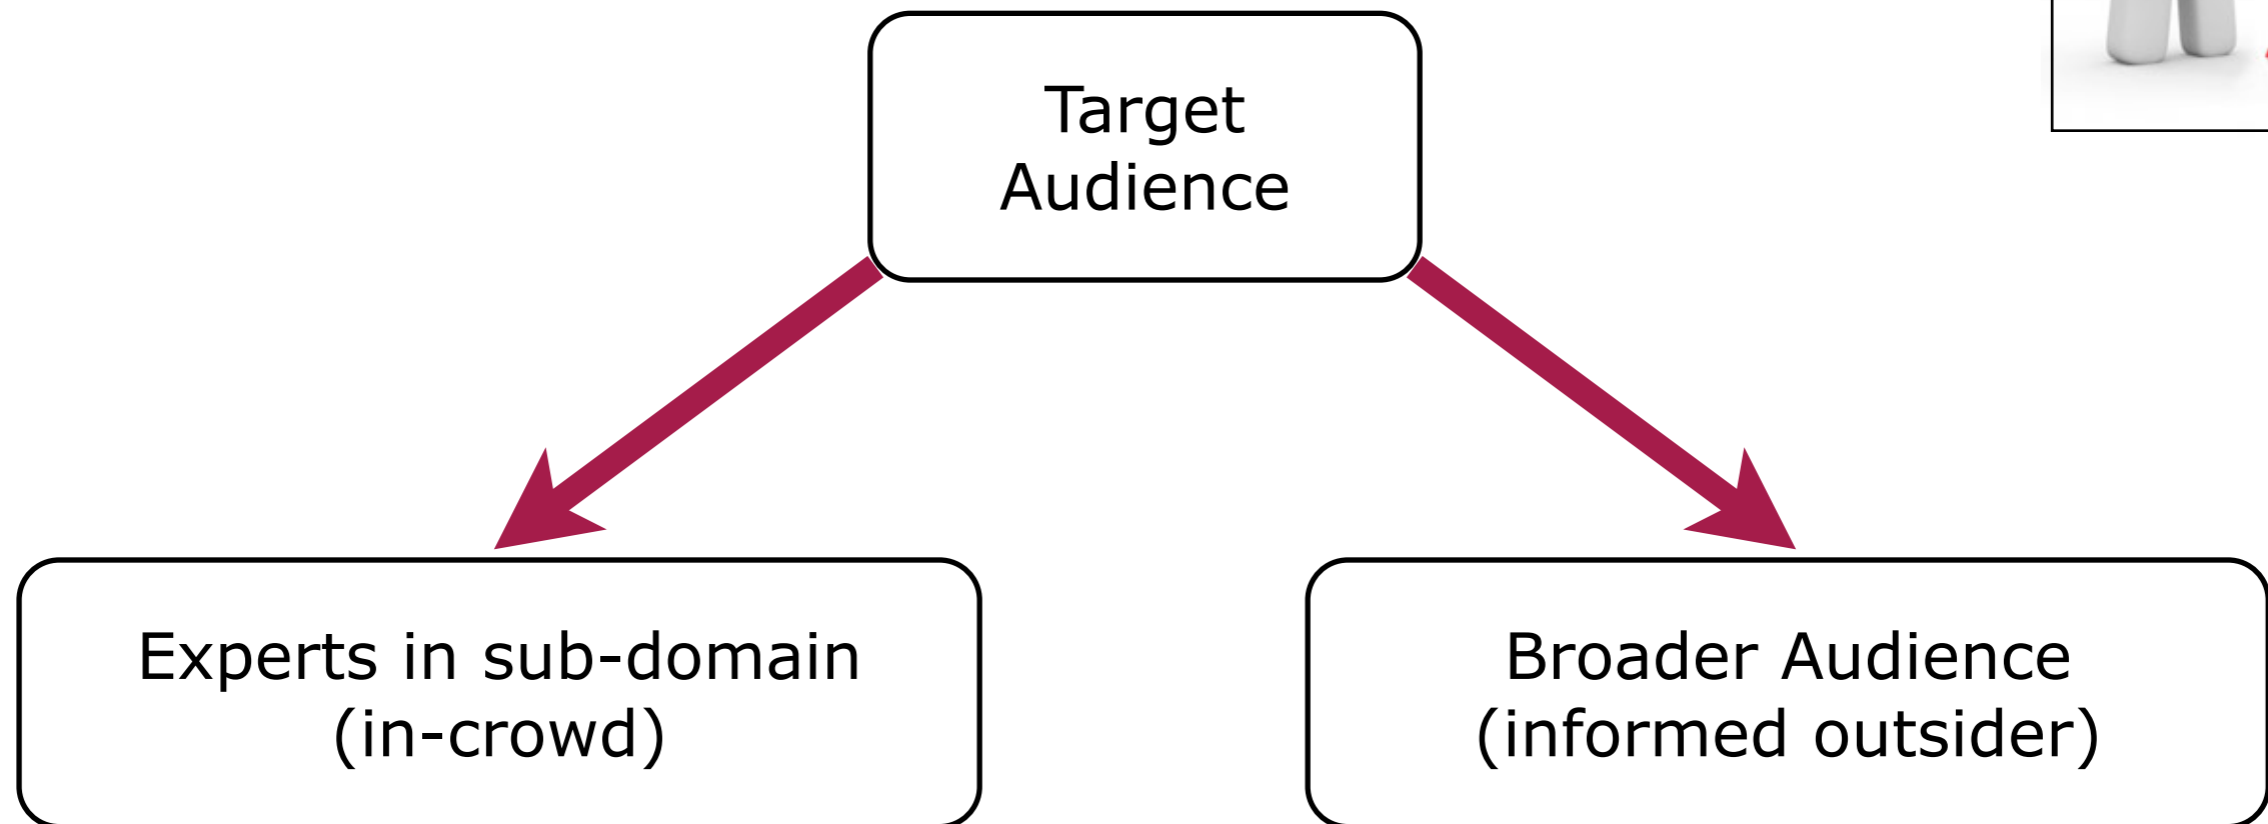 Target
Audience
Experts in sub-domain
(in-crowd)
Broader Audience
(informed outsider)